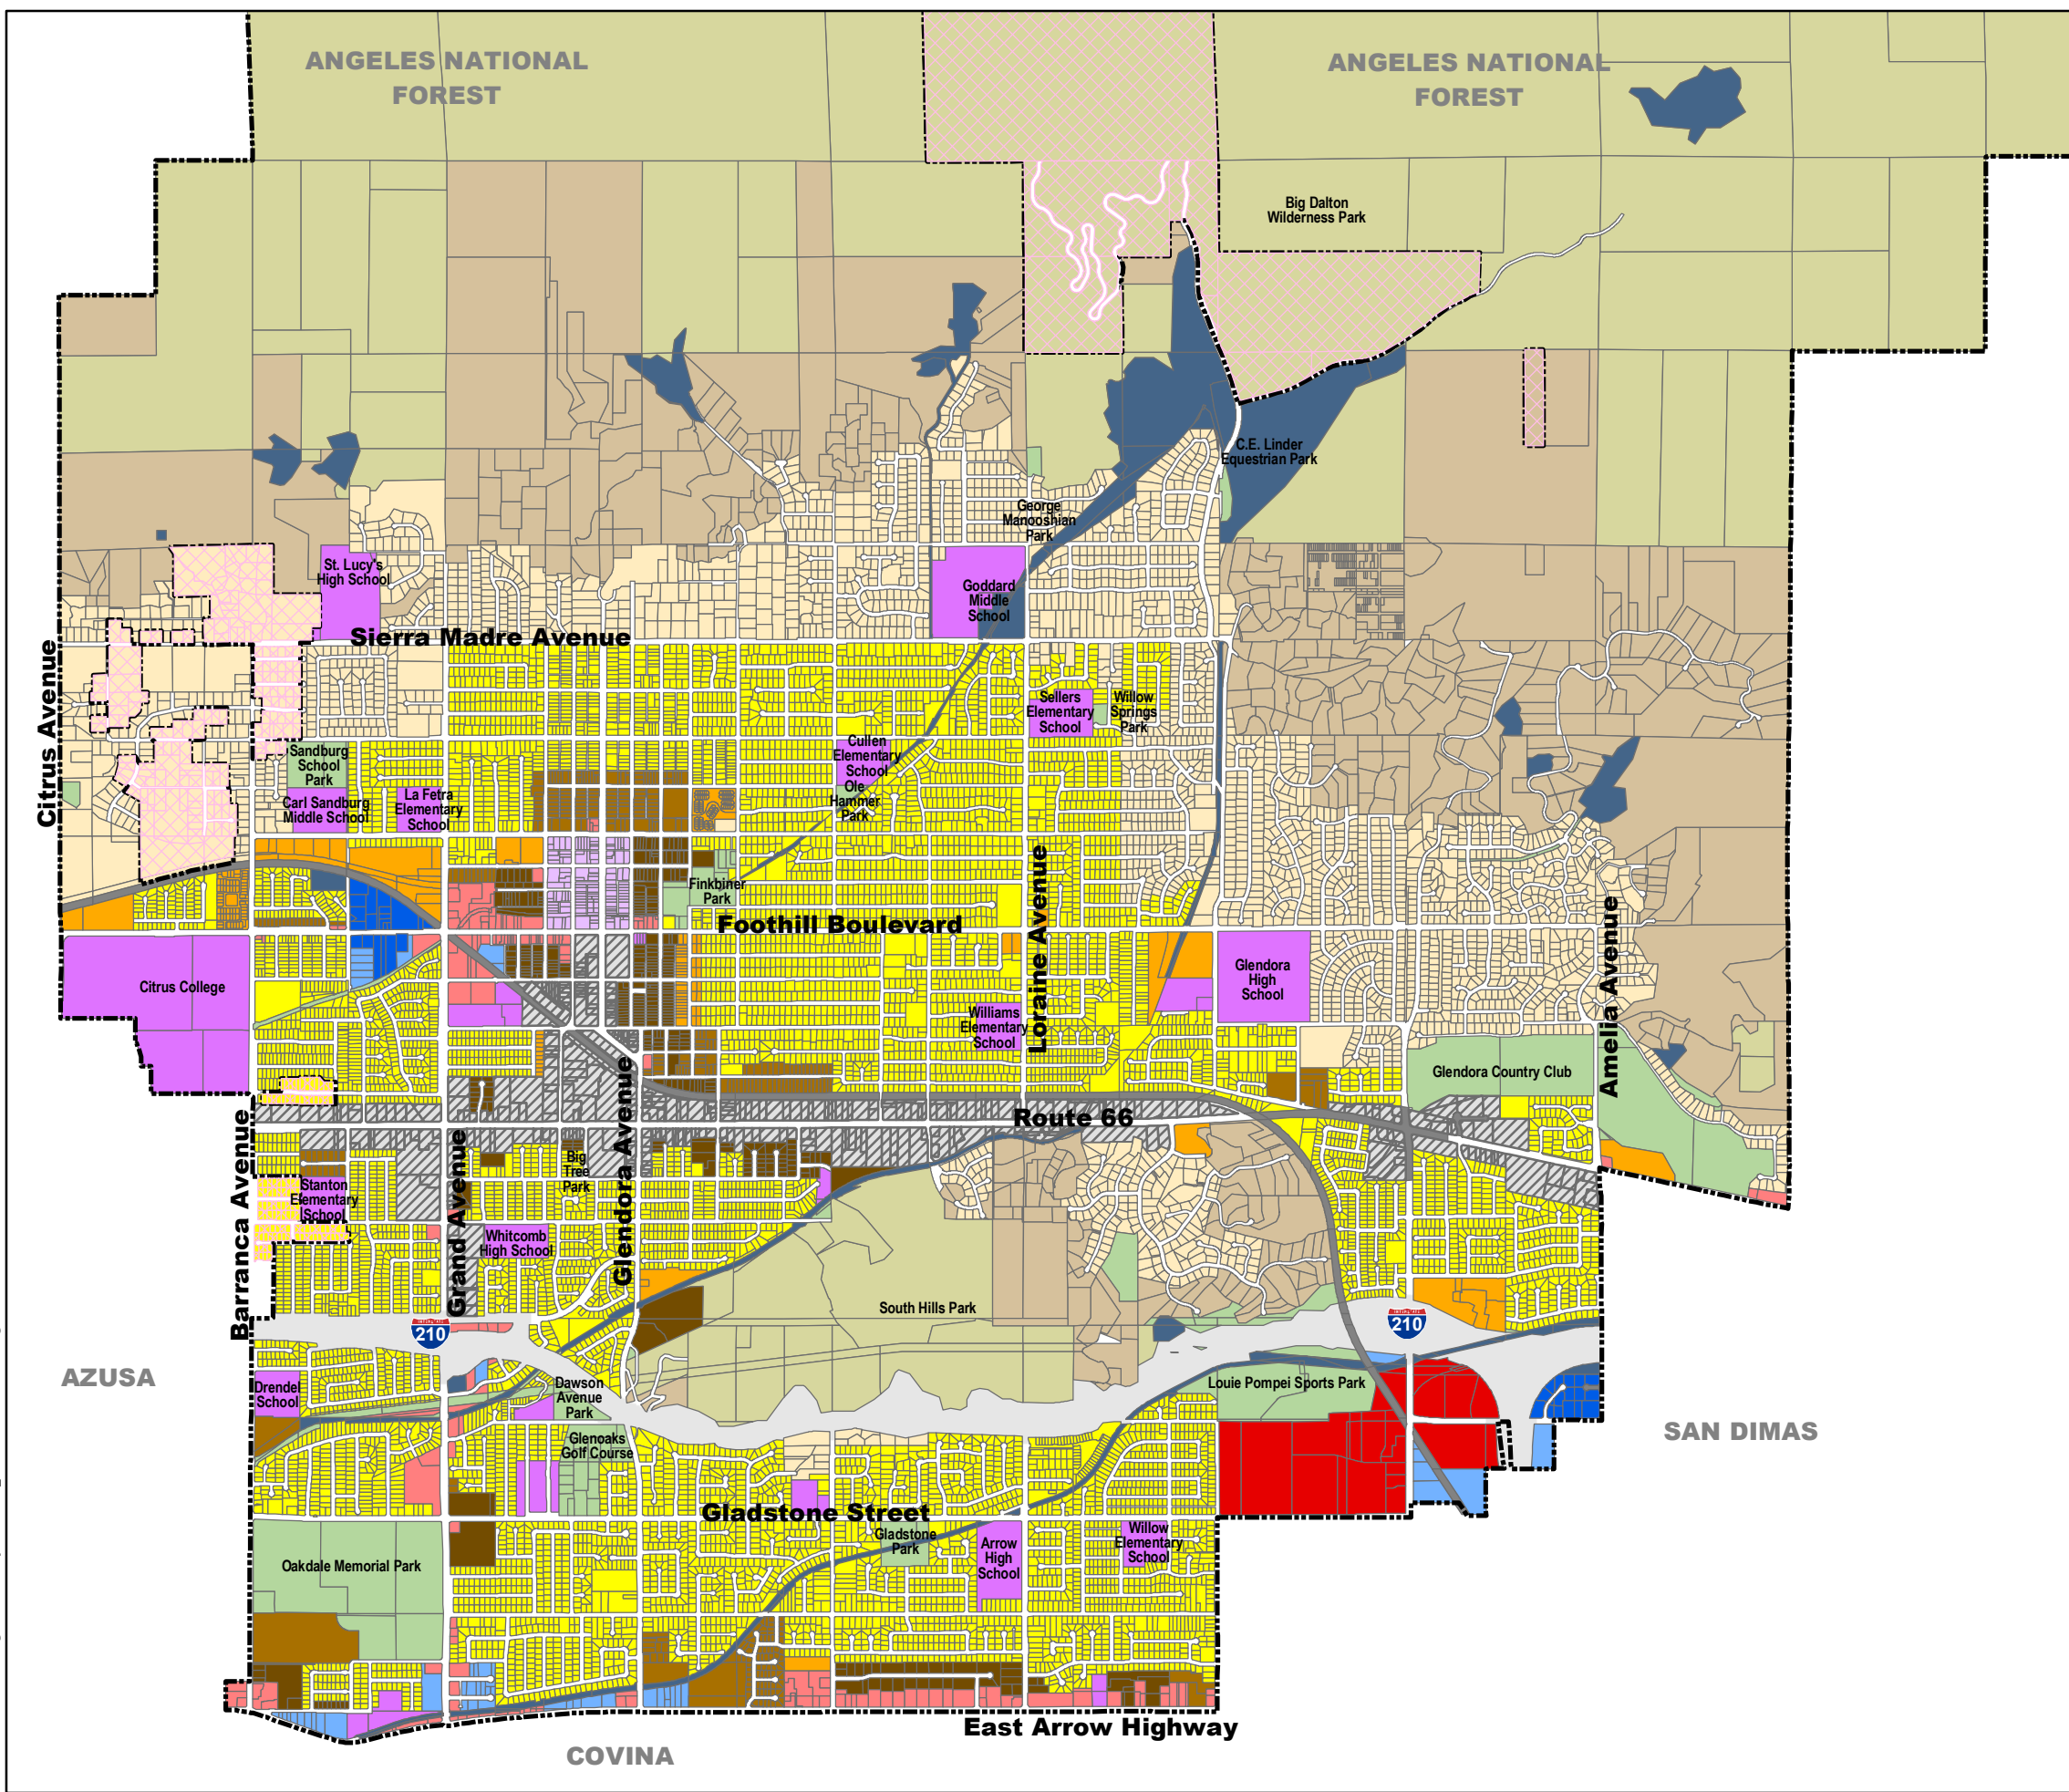 ANGELES NATIONAL
FOREST
ANGELES NATIONAL
FOREST
Big Dalton
Wilderness Park
C.E. Linder
Equestrian Park
George
Manooshian
Park
St. Lucy's
High School
Goddard
Middle
School
Sierra Madre Avenue
Citrus Avenue
Sellers
Elementary
School
Willow
Springs
Park
Sandburg
School
Park
Carl Sandburg
Middle School
La Fetra
Elementary
School
Cullen
Elementary
School
Ole
Hammer
Park
Finkbiner
Park
Foothill Boulevard
Loraine Avenue
Amelia Avenue
Citrus College
Glendora
High
School
Williams
Elementary
School
Glendora Country Club
Route 66
Barranca Avenue
Grand Avenue
Glendora Avenue
Big
Tree
Park
Stanton
Elementary
School
Whitcomb
High School
South Hills Park
210
210
AZUSA
Drendel
School
Dawson
Avenue
Park
Louie Pompei Sports Park
Glenoaks
Golf Course
SAN DIMAS
Gladstone Street
Gladstone
Park
Arrow
High
School
Willow
Elementary
School
Oakdale Memorial Park
East Arrow Highway
COVINA